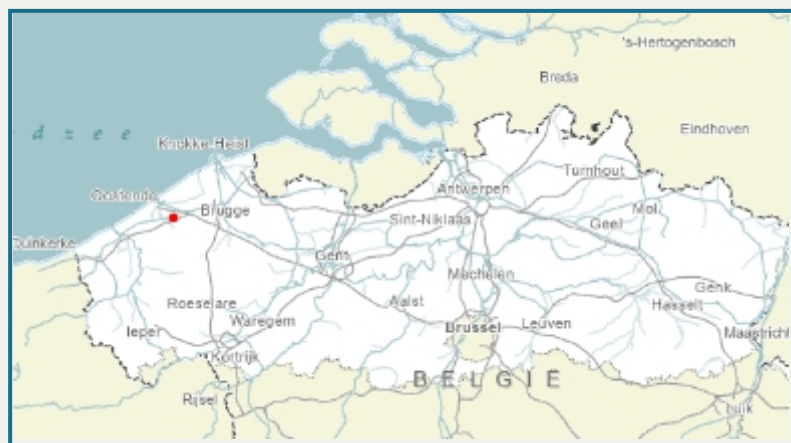 's-Hertogenbosch
Breda
d z e e
Knokke-Heist
Eindhoven
Turnhout
Oostende
Antwerpen
Brugge
Mol
Sint-Niklaas
Geel
Duinkerke
Gent
Mechelen
Genk
Roeselare
Aalst
Hasselt
Waregem
Brussel
Leuven
Ieper
Maastricht
Kortrijk
BELGIË
Rijsel
Luik